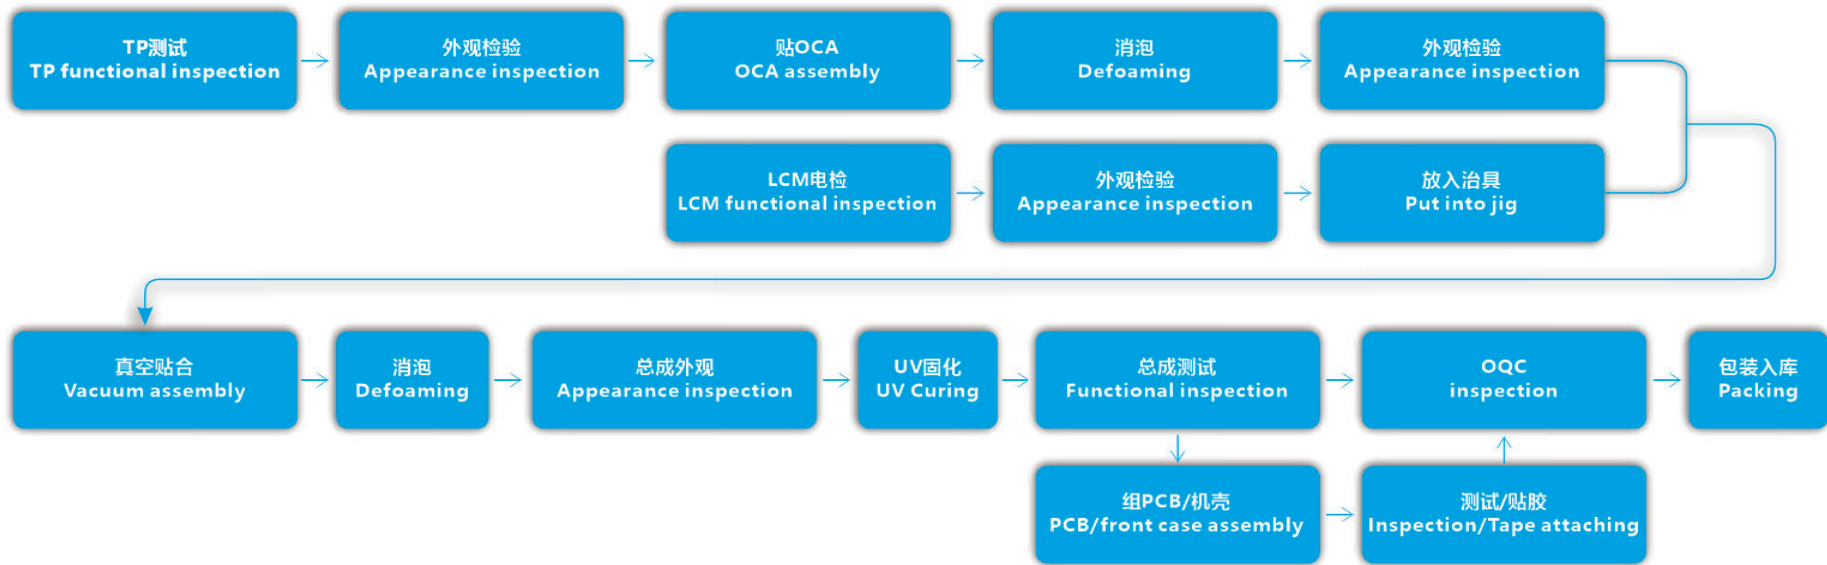 TP测试
TP functional inspection
外观检验
Appearance inspection
贴OCA
OCA assembly
消泡
Defoaming
外观检验
Appearance inspection
LCM电检
LCM functional inspection
外观检验
Appearance inspection
放入治具
Put into jig
真空贴合
Vacuum assembly
消泡
Defoaming
总成外观
Appearance inspection
UV固化
UV Curing
总成测试
Functional inspection
OQC
inspection
包装入库
Packing
组PCB/机壳
PCB/front case assembly
测试/贴胶
Inspection/Tape attaching